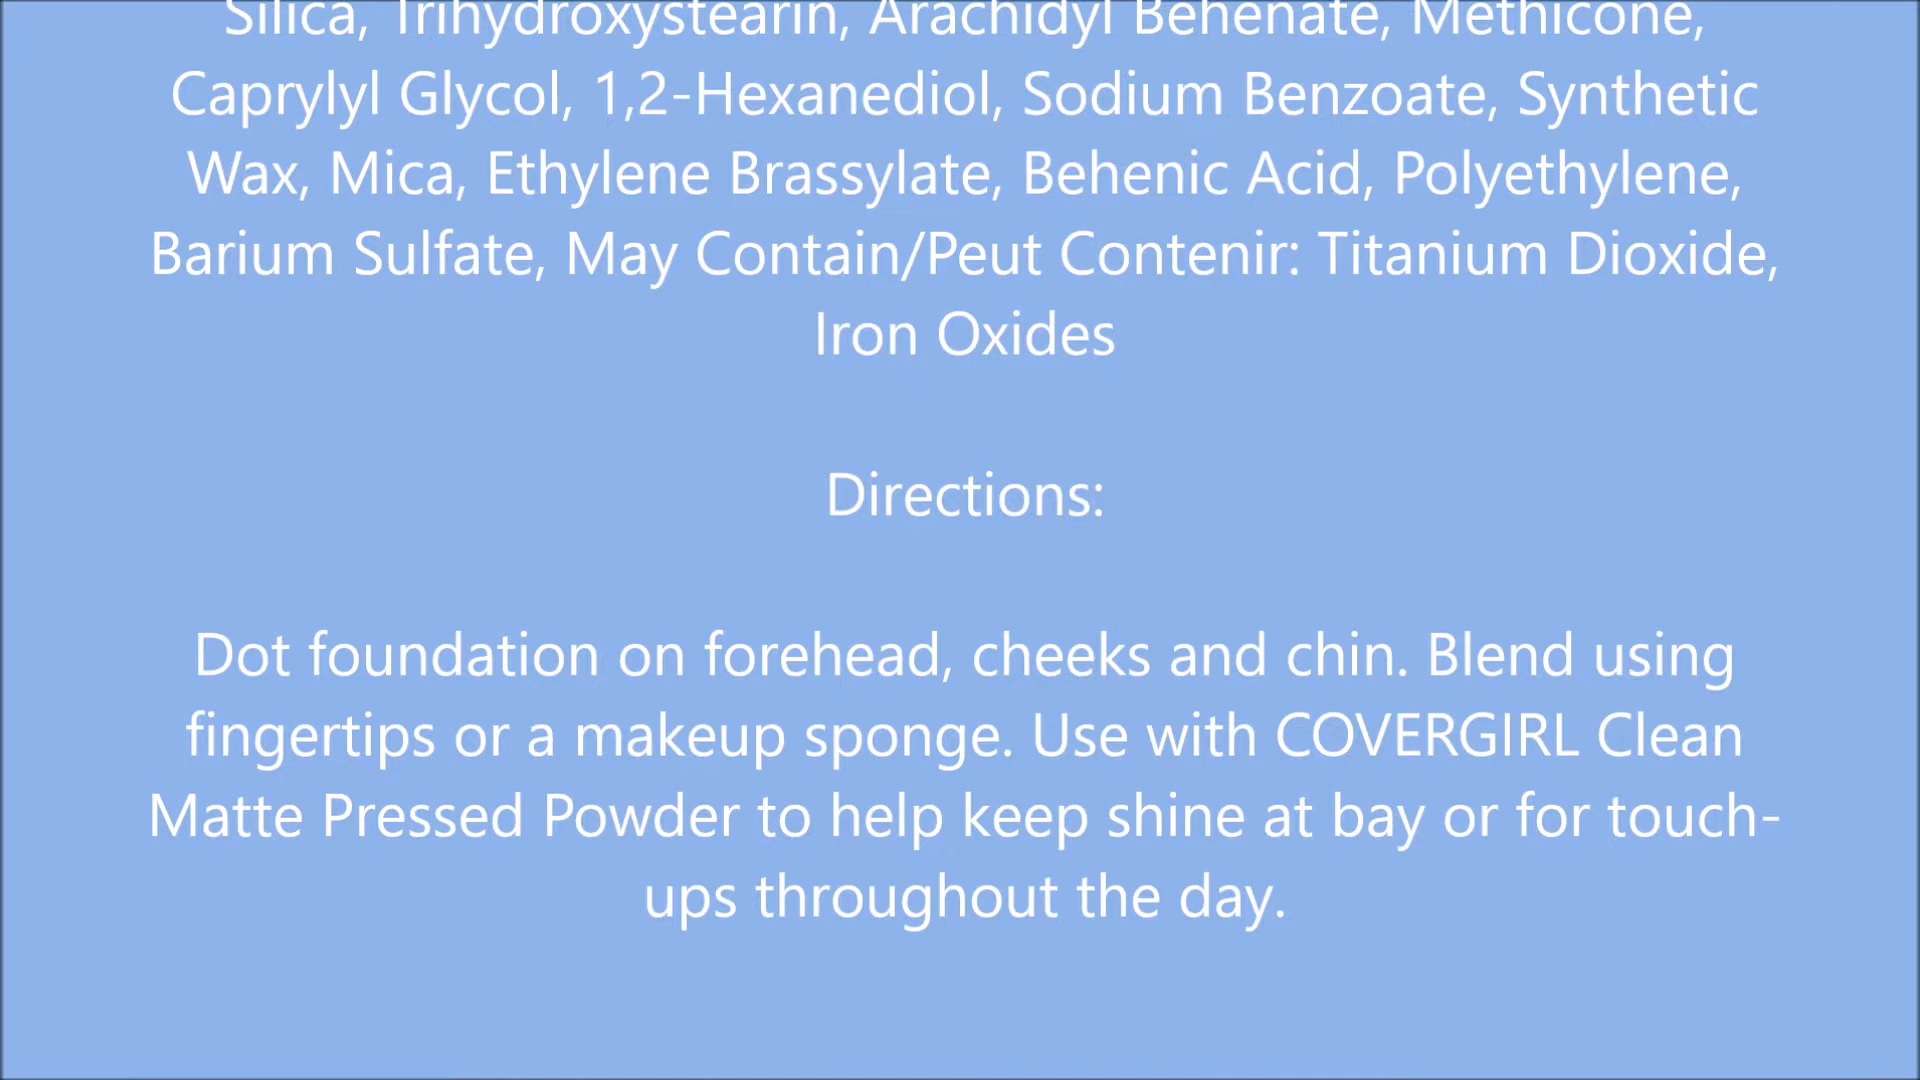 Silica, Trihydroxystearin, Arachidyl Behenate, Methicone,
Caprylyl Glycol, 1,2-Hexanediol, Sodium Benzoate, Synthetic
Wax, Mica, Ethylene Brassylate, Behenic Acid, Polyethylene,
Barium Sulfate, May Contain/Peut Contenir: Titanium Dioxide,
Iron Oxides
Directions:
Dot foundation on forehead, cheeks and chin. Blend using
fingertips or a makeup sponge. Use with COVERGIRL Clean
Matte Pressed Powder to help keep shine at bay or for touch-
ups throughout the day.